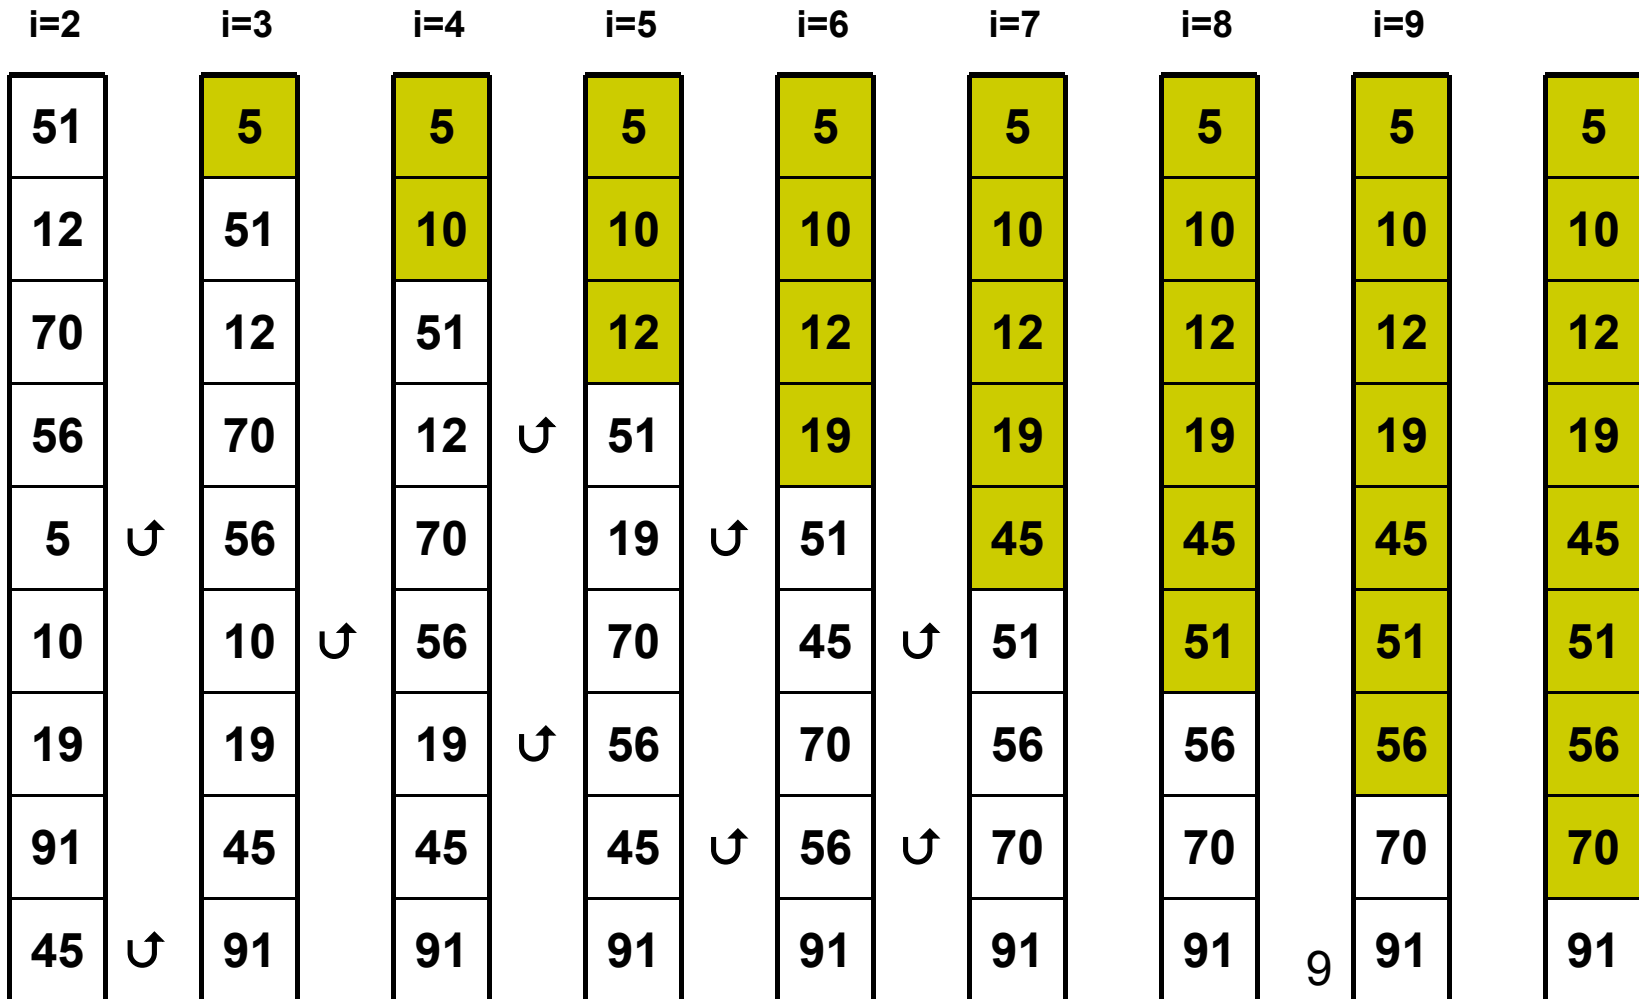 i=2 i=3 i=4 i=5 i=6 i=7 i=8 i=9
51 5 5 5 5 5 5 5 5
12 51 10 10 10 10 10 10 10
70 12 51 12 12 12 12 12 12
56 70 12 51 19 19 19 19 19
5 56 70 19 51 45 45 45 45
10 10 56 70 45 51 51 51 51
19 19 19 56 70 56 56 56 56
91 45 45 45 56 70 70 70 70
45 91 91 91 91 91 91 9 91 91